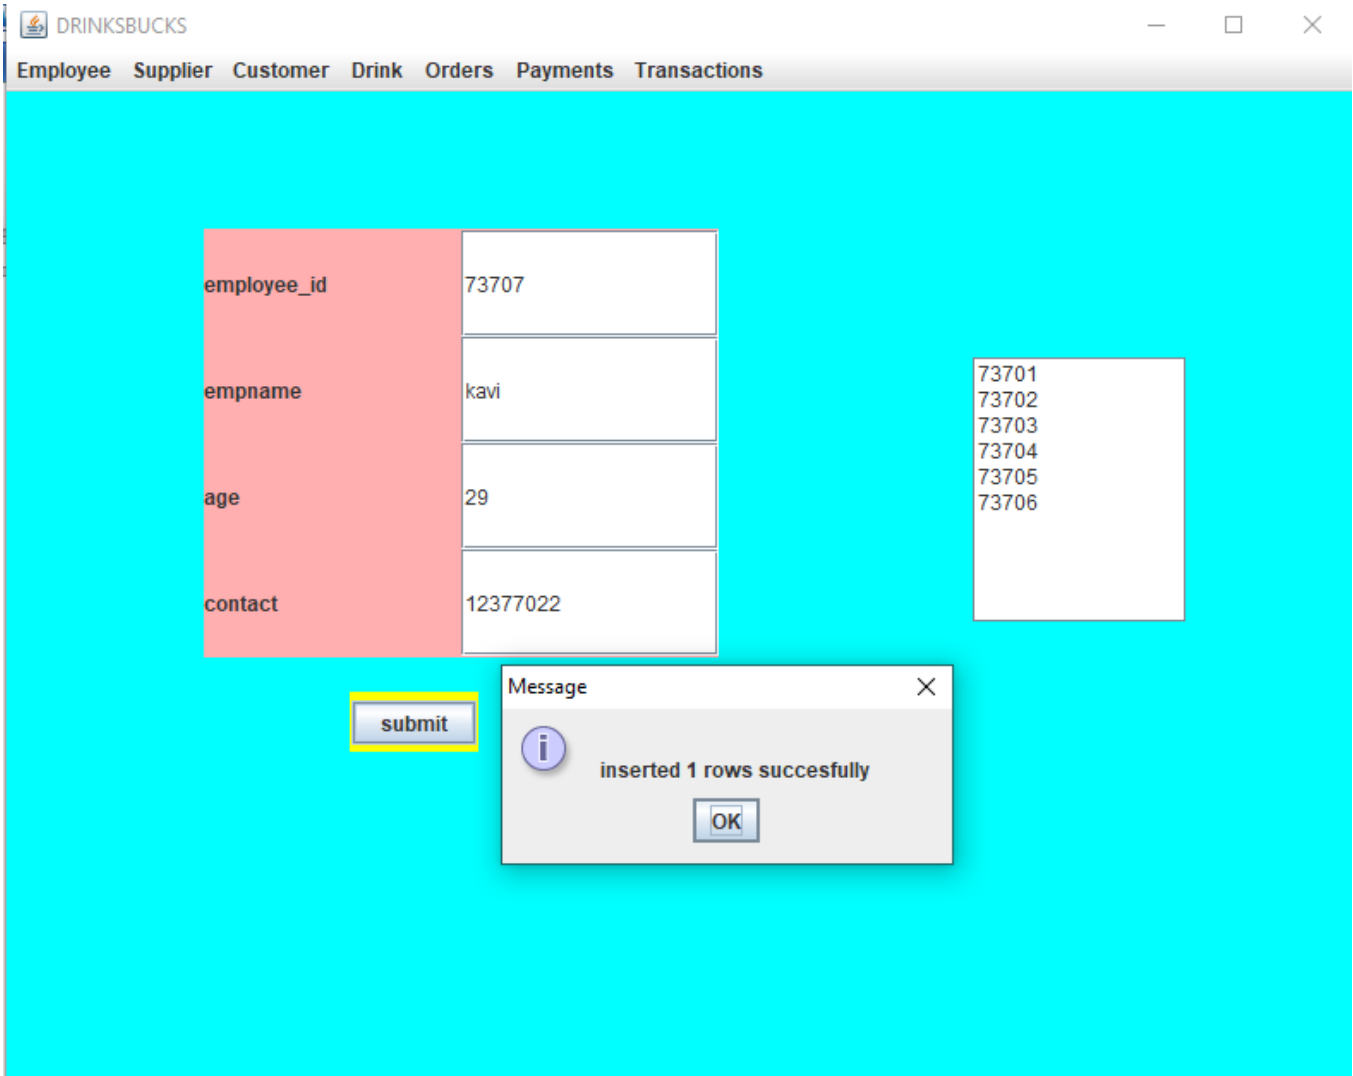 DRINKSBUCKS
Employee Supplier Customer Drink Orders Payments Transactions
employee_id 73707
empname kavi
age 29
contact 12377022
73701
73702
73703
73704
73705
73706
submit
Message
inserted 1 rows succesfully
OK